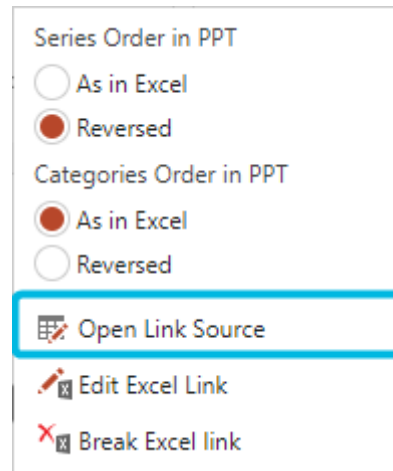 Series Order in PPT
As in Excel
Reversed
Categories Order in PPT
As in Excel
Reversed
Open Link Source
Edit Excel Link
Break Excel link